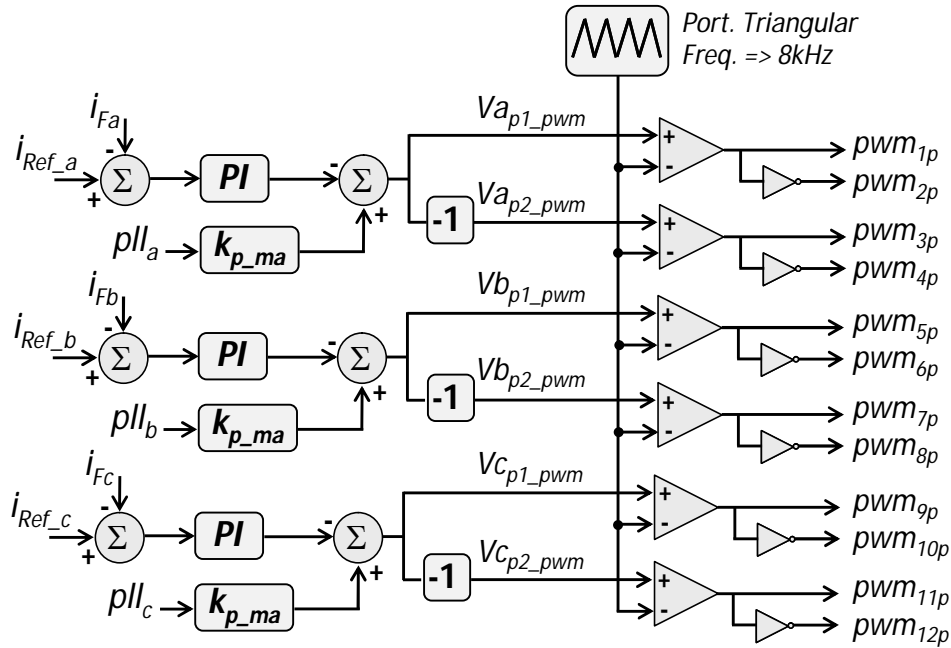 Port. Triangular
Freq. => 8kHz
i_Fa
i_Ref_a
-
+
Σ
PI
-
Σ
+
pll_a
k_p_ma
Va_p1_pwm
-1
Va_p2_pwm
+
-
pwm_1p
pwm_2p
+
-
pwm_3p
pwm_4p
i_Fb
i_Ref_b
-
+
Σ
PI
-
Σ
+
pll_b
k_p_ma
Vb_p1_pwm
-1
Vb_p2_pwm
+
-
pwm_5p
pwm_6p
+
-
pwm_7p
pwm_8p
i_Fc
i_Ref_c
-
+
Σ
PI
-
Σ
+
pll_c
k_p_ma
Vc_p1_pwm
-1
Vc_p2_pwm
+
-
pwm_9p
pwm_10p
+
-
pwm_11p
pwm_12p